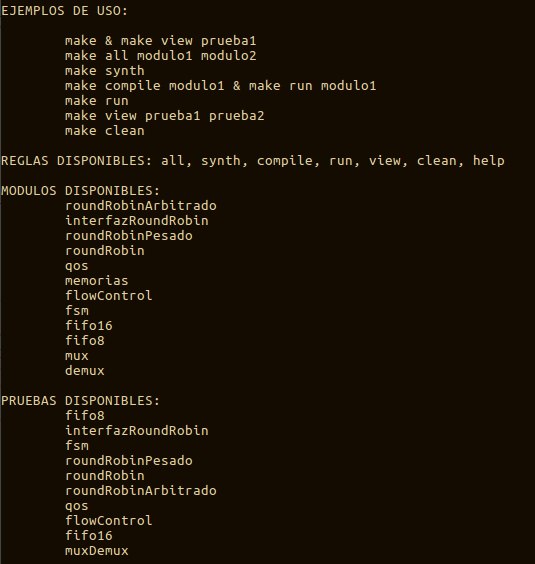 EJEMPLOS DE USO:
make & make view prueba1
make all modulo1 modulo2
make synth
make compile modulo1 & make run modulo1
make run
make view prueba1 prueba2
make clean
REGLAS DISPONIBLES: all, synth, compile, run, view, clean, help
MODULOS DISPONIBLES:
roundRobinArbitrado
interfazRoundRobin
roundRobinPesado
roundRobin
qos
memorias
flowControl
fsm
fifo16
fifo8
mux
demux
PRUEBAS DISPONIBLES:
fifo8
interfazRoundRobin
fsm
roundRobinPesado
roundRobin
roundRobinArbitrado
qos
flowControl
fifo16
muxDemux